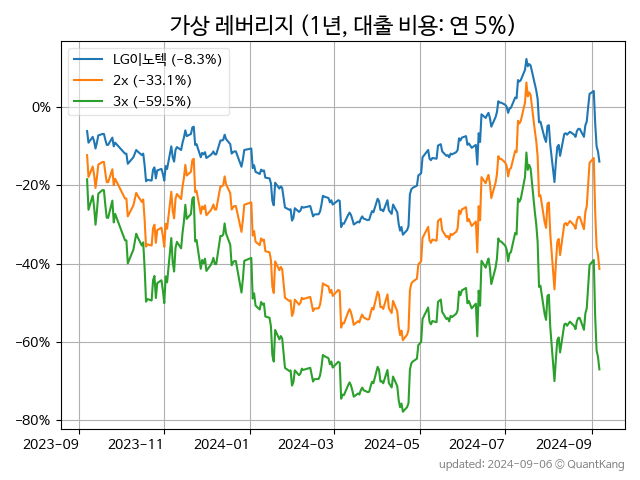 가상 레버리지 (1년, 대출 비용: 연 5%)
LG이노텍 (−8.3%)
2x (−33.1%)
3x (−59.5%)
0%
−20%
−40%
−60%
−80%
2023-09 2023-11 2024-01 2024-03 2024-05 2024-07 2024-09
updated: 2024-09-06 © QuantKang